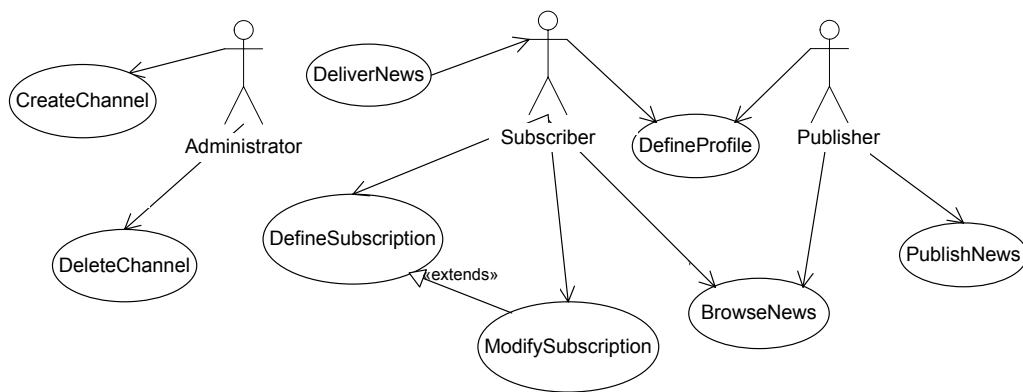 DeliverNews
CreateChannel
Administrator
Subscriber
DefineProfile
Publisher
DefineSubscription
DeleteChannel
«extends»
PublishNews
BrowseNews
ModifySubscription